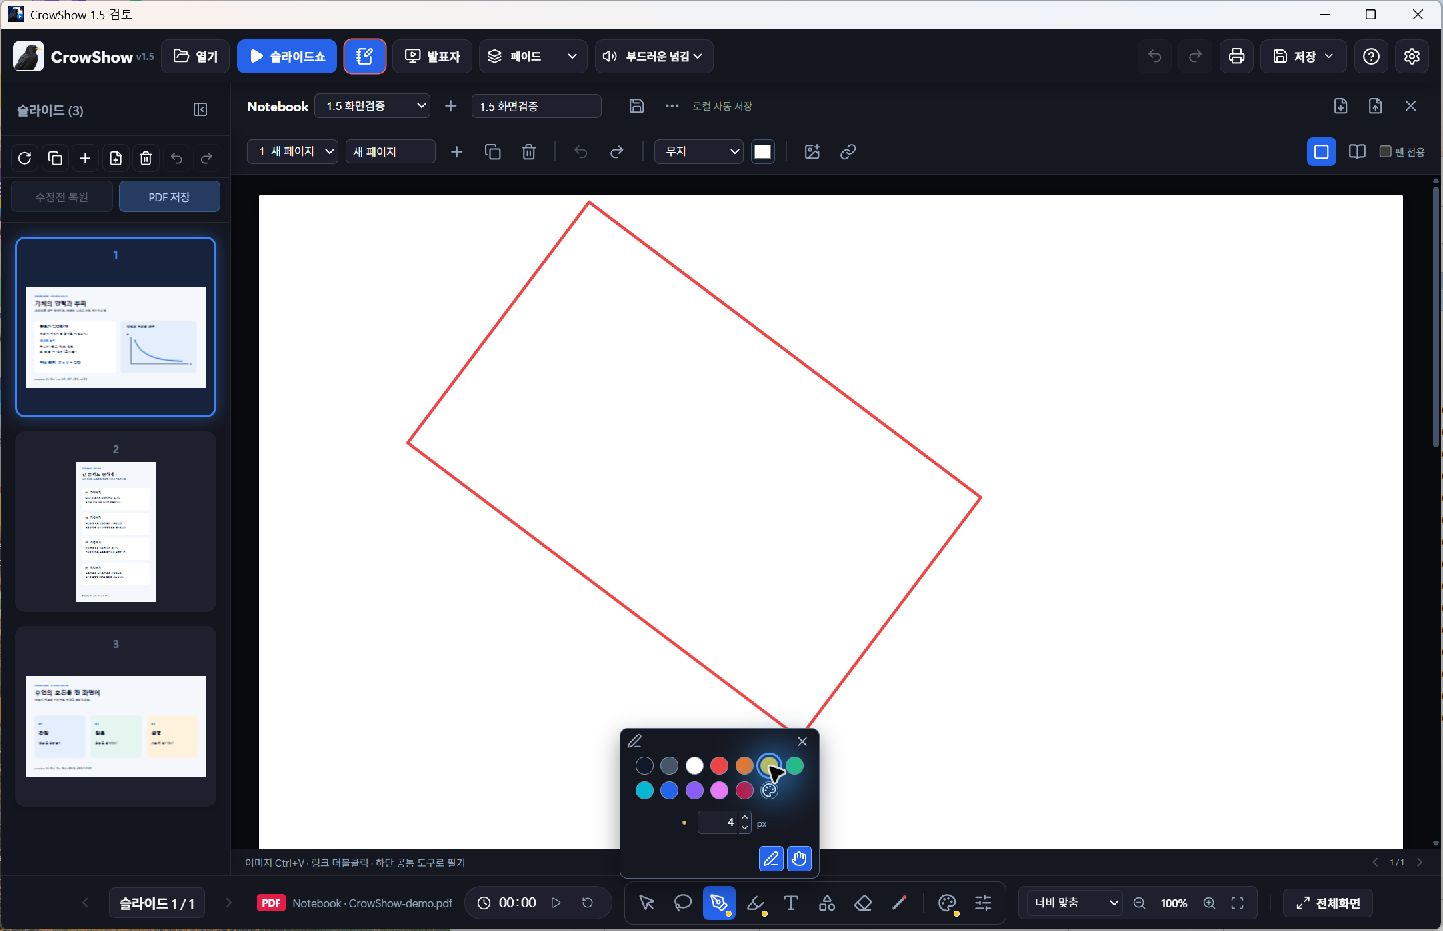 CrowShow 1.5 검토
CrowShow v1.5
열기
슬라이드쇼
발표자
페이드
부드러운 넘김
저장
슬라이드 (3)
Notebook
1.5 화면검증
1.5 화면검증
로컬 자동 저장
1 새 페이지
새 페이지
무지
펜 전용
수정전 복원
PDF 저장
1
2
3
4
px
이미지 Ctrl+V · 링크 더블클릭 · 하단 공통 도구로 필기
1/1
슬라이드 1 / 1
PDF
Notebook · CrowShow-demo.pdf
00:00
너비 맞춤
100%
전체화면